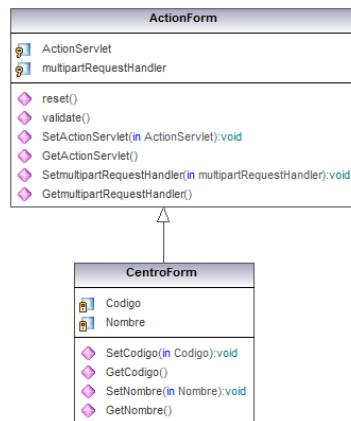 ActionForm
ActionServlet
multipartRequestHandler
reset()
validate()
SetActionServlet(in ActionServlet):void
GetActionServlet()
SetmultipartRequestHandler(in multipartRequestHandler):void
GetmultipartRequestHandler()
CentroForm
Codigo
Nombre
SetCodigo(in Codigo):void
GetCodigo()
SetNombre(in Nombre):void
GetNombre()